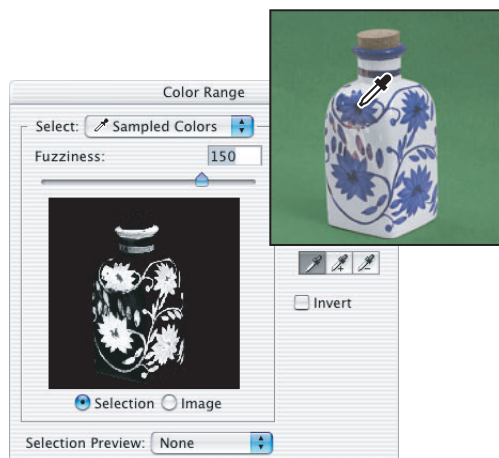 Color Range
Select: Sampled Colors
Fuzziness: 150
Invert
Selection Image
Selection Preview: None